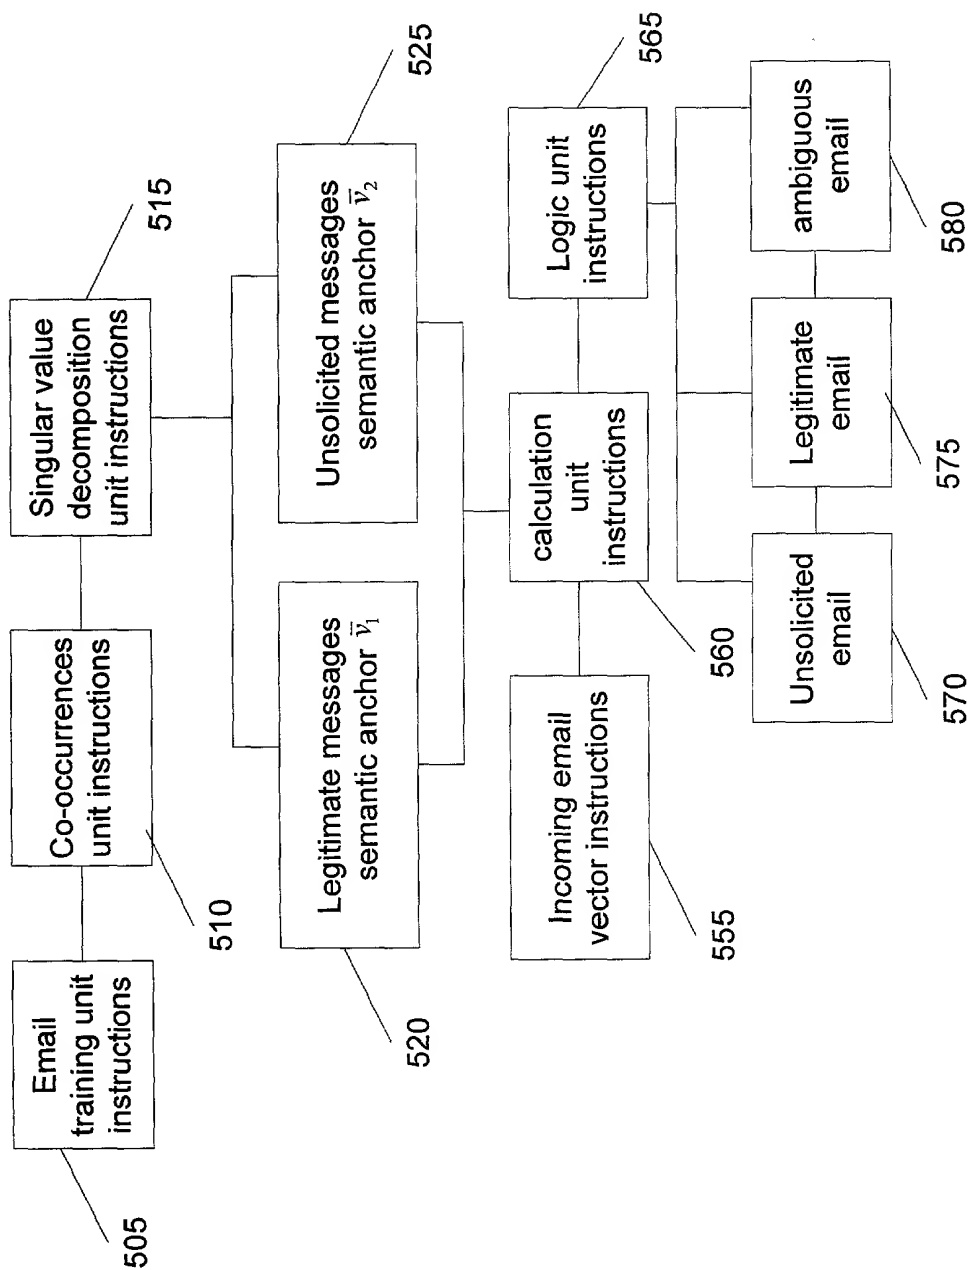 Email
training unit
instructions
505
Co-occurrences
unit instructions
510
Singular value
decomposition
unit instructions
515
Legitimate messages
semantic anchor v̄₁
520
Unsolicited messages
semantic anchor v̄₂
525
Incoming email
vector instructions
555
calculation
unit
instructions
560
Logic unit
instructions
565
Unsolicited
email
570
Legitimate
email
575
ambiguous
email
580